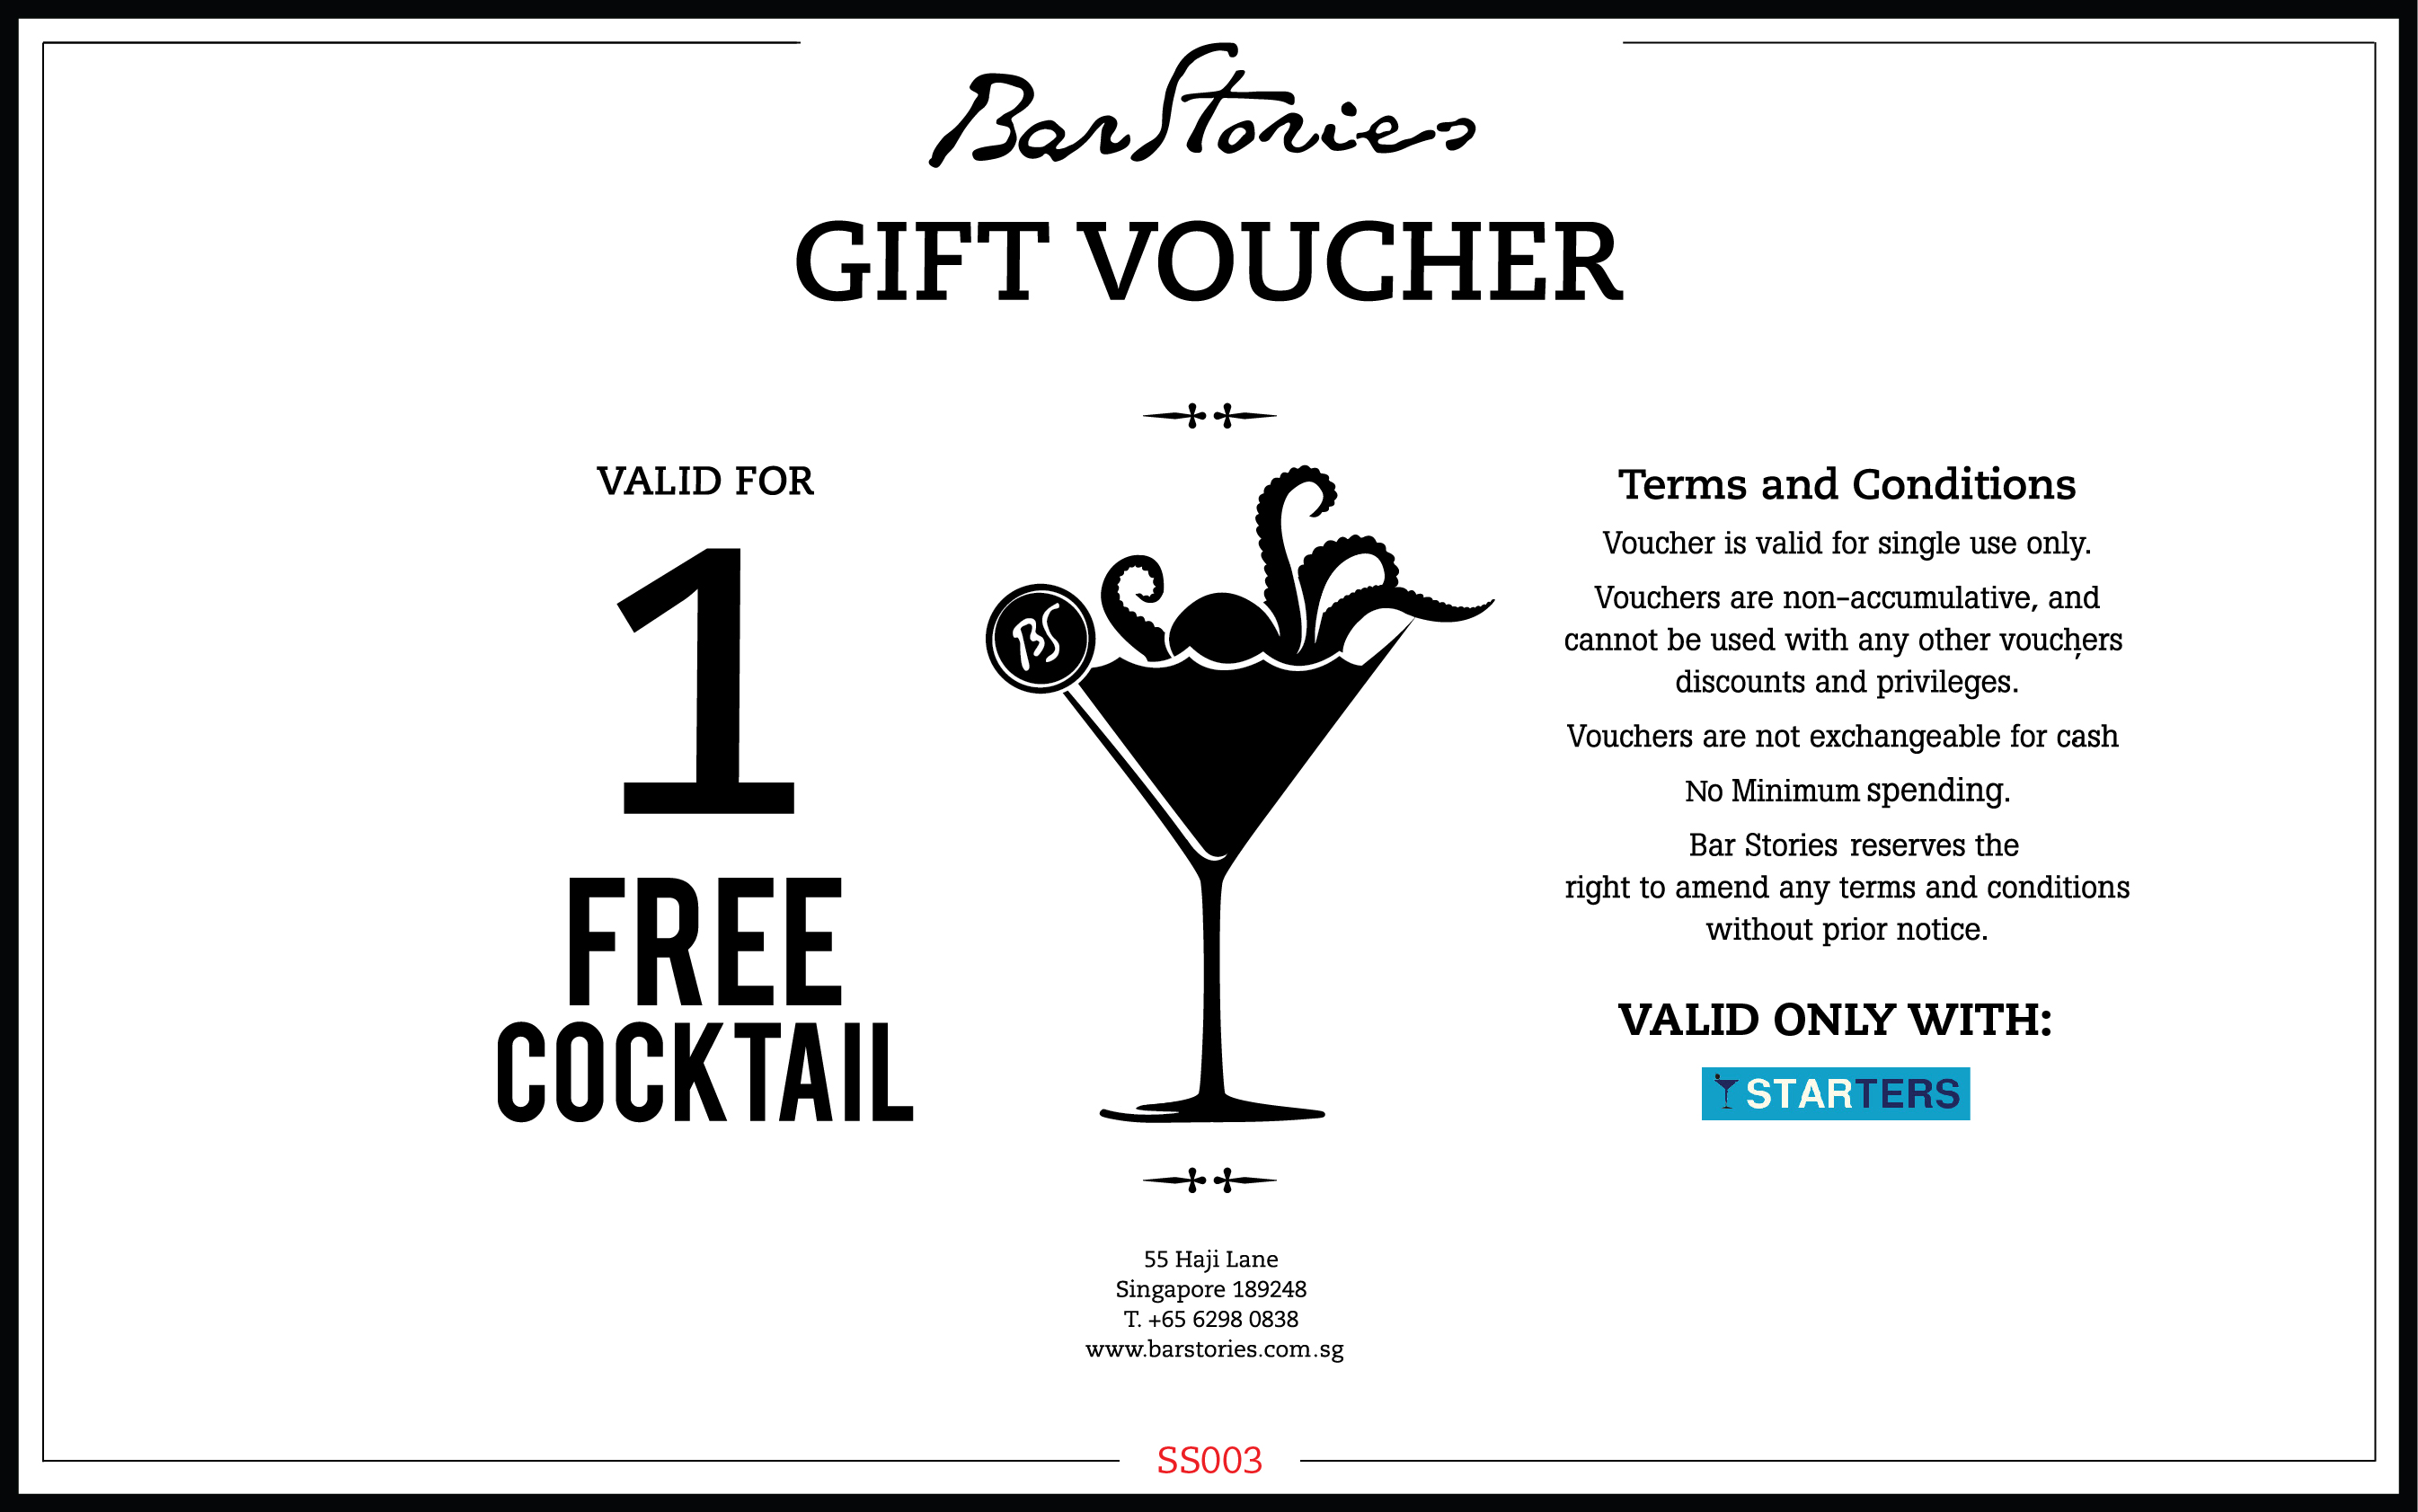 Bar Stories
GIFT VOUCHER
VALID FOR
1
FREE
COCKTAIL
BS
Terms and Conditions
Voucher is valid for single use only.
Vouchers are non-accumulative, and
cannot be used with any other vouchers,
discounts and privileges.
Vouchers are not exchangeable for cash
No Minimum spending.
Bar Stories reserves the
right to amend any terms and conditions
without prior notice.
VALID ONLY WITH:
STARTERS
55 Haji Lane
Singapore 189248
T. +65 6298 0838
www.barstories.com.sg
SS003